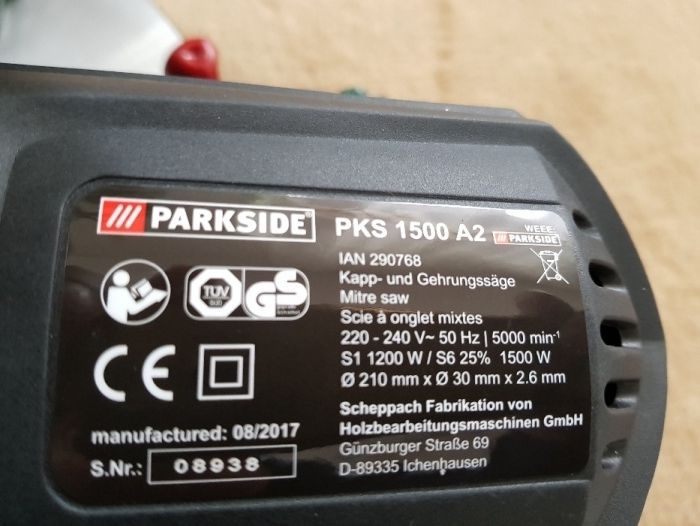 /// PARKSIDE®
PKS 1500 A2
WEEE:
/// PARKSIDE
IAN 290768
Kapp- und Gehrungssäge
Mitre saw
Scie à onglet mixtes
220 - 240 V~ 50 Hz | 5000 min-¹
S1 1200 W / S6 25% 1500 W
Ø 210 mm x Ø 30 mm x 2.6 mm
Scheppach Fabrikation von
Holzbearbeitungsmaschinen GmbH
Günzburger Straße 69
D-89335 Ichenhausen
TÜV
SÜD
GS
CE
manufactured: 08/2017
S.Nr.: 08938